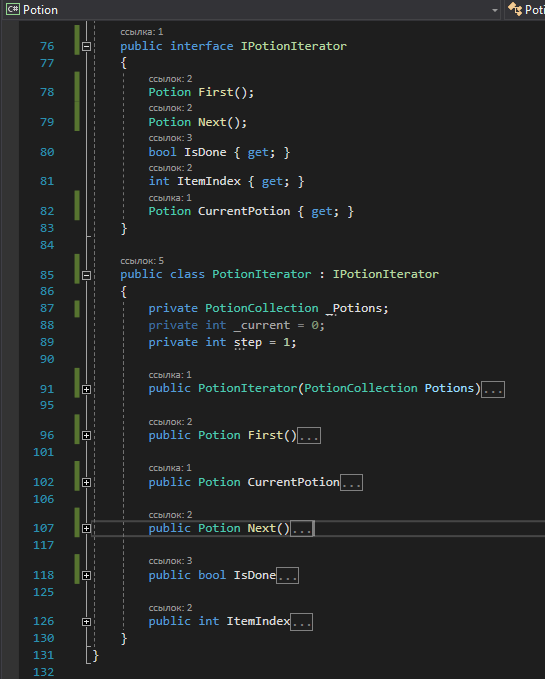 C# Potion Poti
ссылка: 1
76 public interface IPotionIterator
77 {
ссылок: 2
78 Potion First();
ссылок: 2
79 Potion Next();
ссылок: 3
80 bool IsDone { get; }
ссылок: 2
81 int ItemIndex { get; }
ссылка: 1
82 Potion CurrentPotion { get; }
83 }
84
ссылок: 5
85 public class PotionIterator : IPotionIterator
86 {
87 private PotionCollection _Potions;
88 private int _current = 0;
89 private int step = 1;
90
ссылка: 1
91 public PotionIterator(PotionCollection Potions)...
95
ссылок: 2
96 public Potion First()...
101
ссылка: 1
102 public Potion CurrentPotion...
106
ссылок: 2
107 public Potion Next()...
117
ссылок: 3
118 public bool IsDone...
125
ссылок: 2
126 public int ItemIndex...
130 }
131 }
132